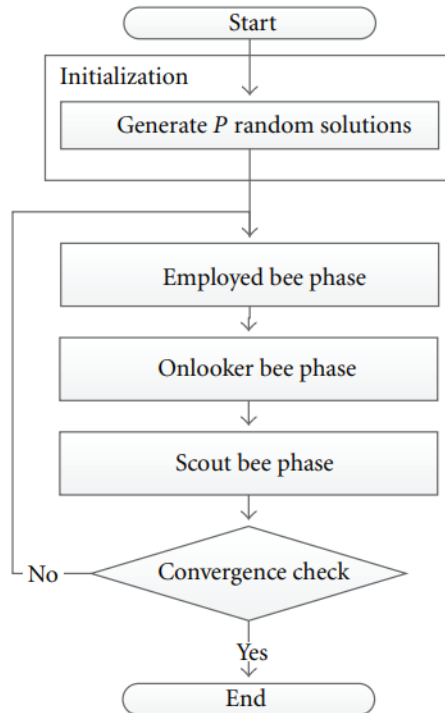 Start
Initialization
Generate P random solutions
Employed bee phase
Onlooker bee phase
Scout bee phase
Convergence check
No
Yes
End